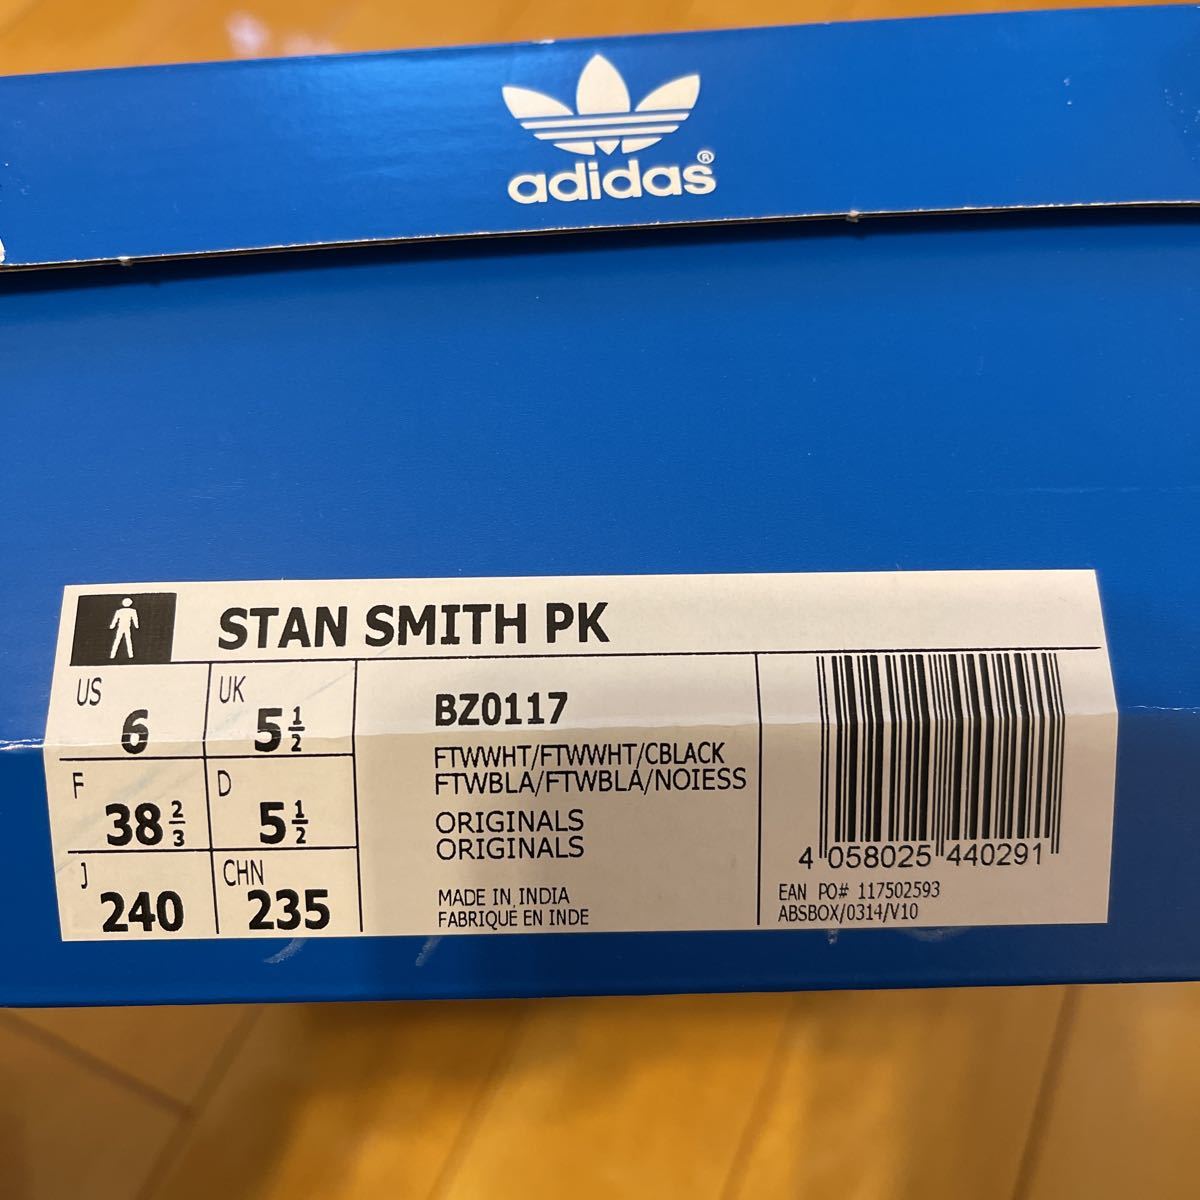 adidas®
STAN SMITH PK
US 6
UK 5 1/2
F 38 2/3
D 5 1/2
J 240
CHN 235
BZ0117
FTWWHT/FTWWHT/CBLACK
FTWBLA/FTWBLA/NOIESS
ORIGINALS
ORIGINALS
MADE IN INDIA
FABRIQUÉ EN INDE
4 058025 440291
EAN PO# 117502593
ABSBOX/0314/V10